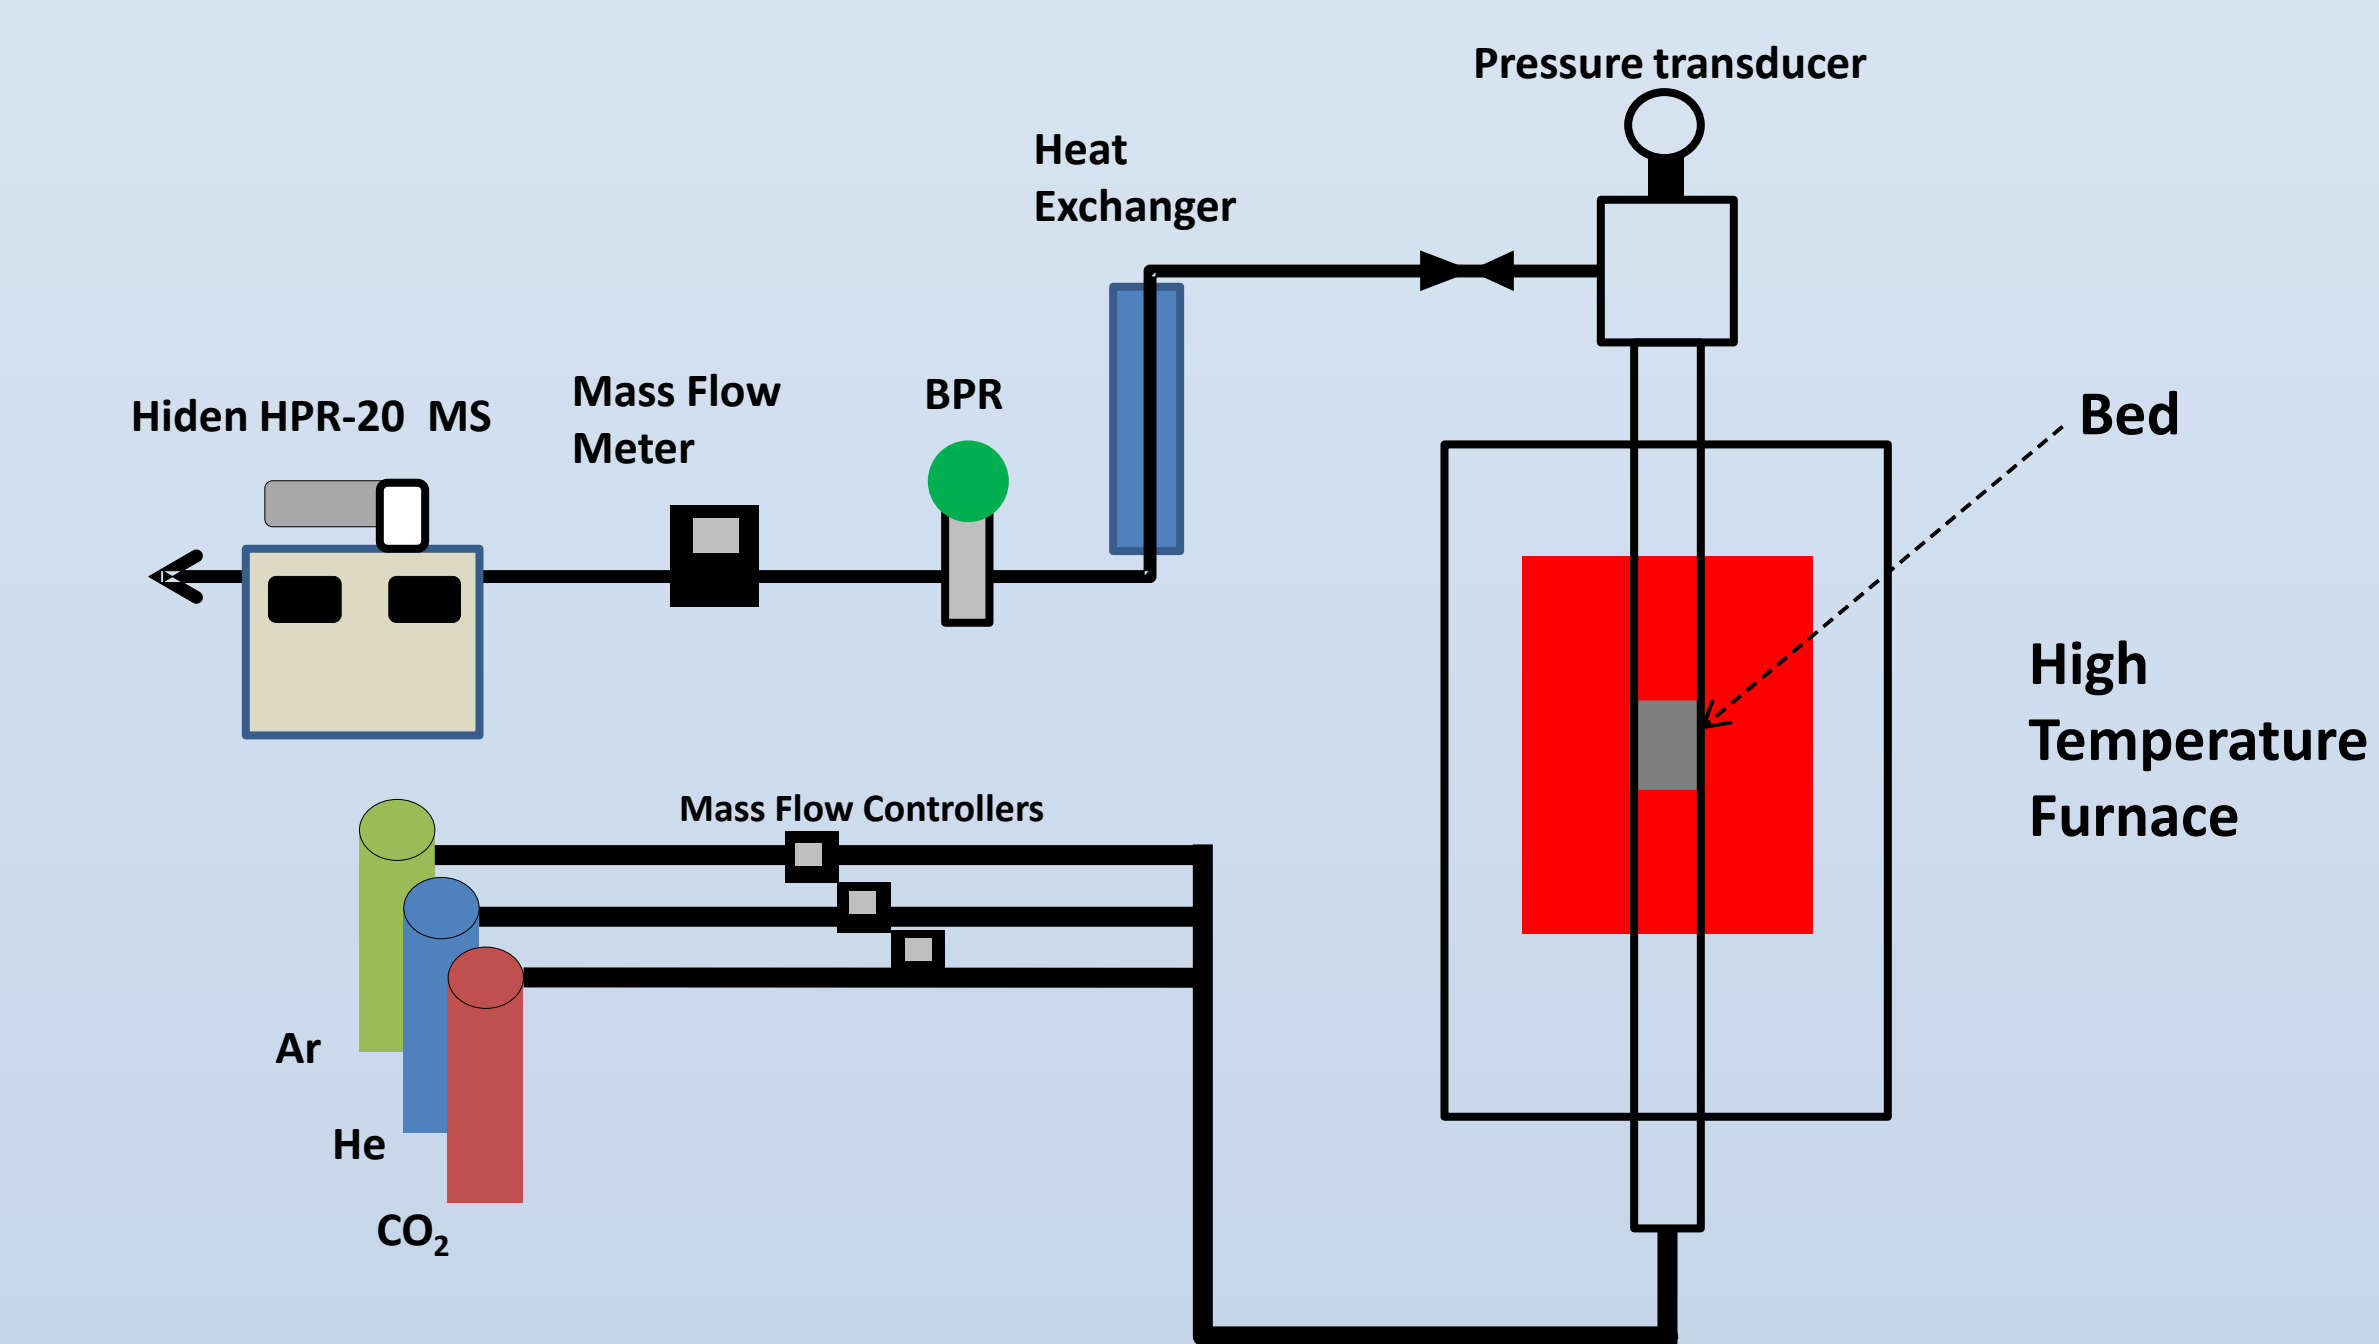 Pressure transducer
Heat
Exchanger
Hiden HPR-20  MS
Mass Flow
Meter
BPR
Bed
High
Temperature
Furnace
Mass Flow Controllers
Ar
He
CO₂